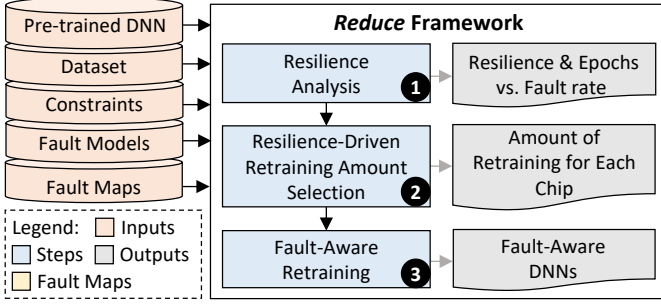 Pre-trained DNN
Dataset
Constraints
Fault Models
Fault Maps
Legend:
Inputs
Steps
Outputs
Fault Maps
Reduce Framework
Resilience
Analysis
1
Resilience & Epochs
vs. Fault rate
Resilience-Driven
Retraining Amount
Selection
2
Amount of
Retraining for Each
Chip
Fault-Aware
Retraining
3
Fault-Aware
DNNs